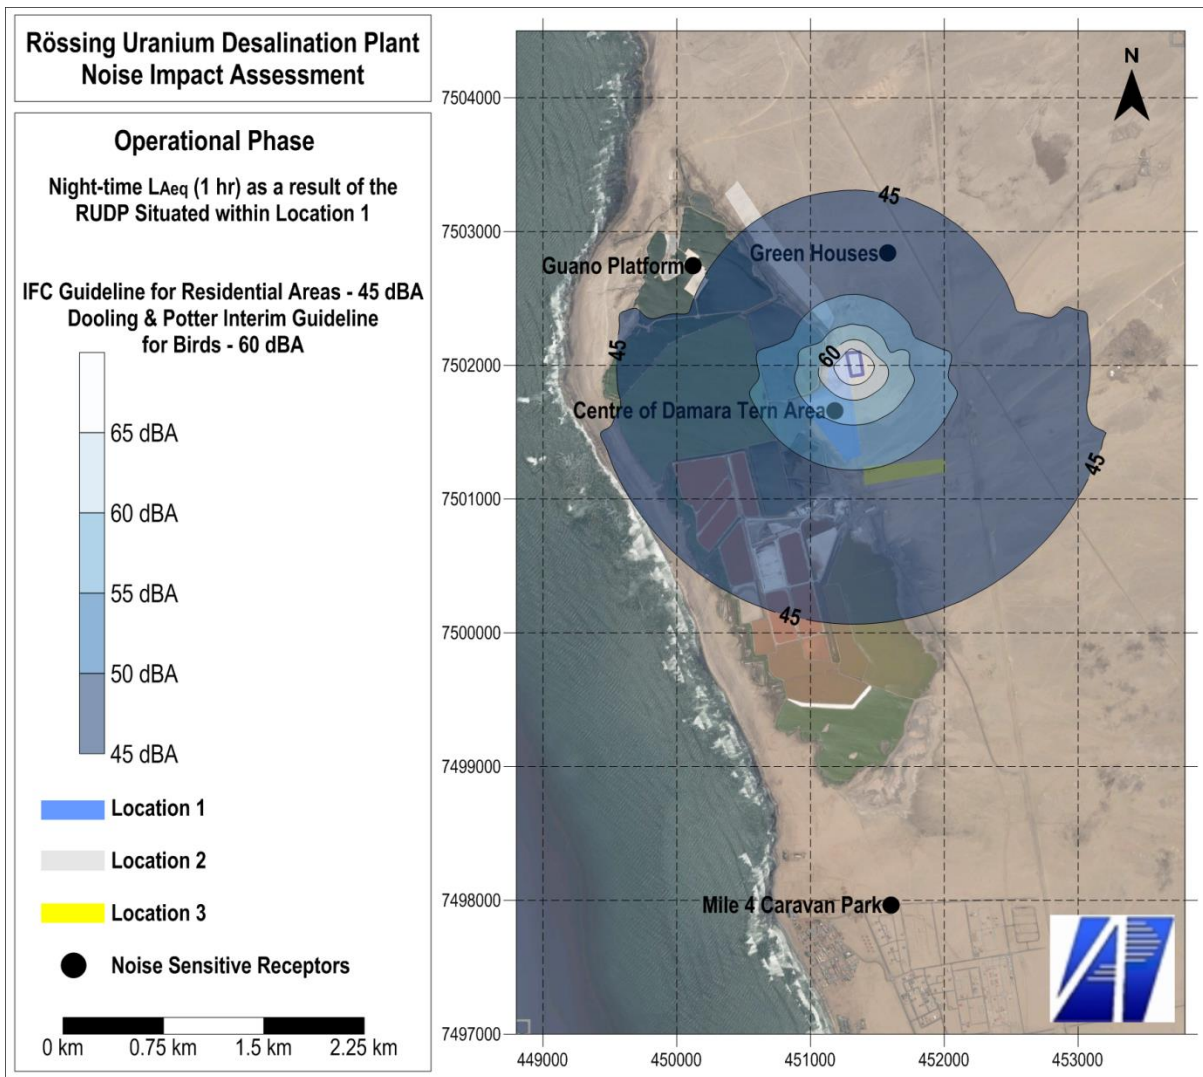 Rössing Uranium Desalination Plant
Noise Impact Assessment
Operational Phase
Night-time LAeq (1 hr) as a result of the
RUDP Situated within Location 1
IFC Guideline for Residential Areas - 45 dBA
Dooling & Potter Interim Guideline
for Birds - 60 dBA
65 dBA
60 dBA
55 dBA
50 dBA
45 dBA
Location 1
Location 2
Location 3
Noise Sensitive Receptors
0 km 0.75 km 1.5 km 2.25 km
N
7504000
45
7503000
Green Houses
Guano Platform
45
60
7502000
Centre of Damara Tern Area
45
7501000
45
7500000
7499000
7498000
Mile 4 Caravan Park
7497000
449000 450000 451000 452000 453000